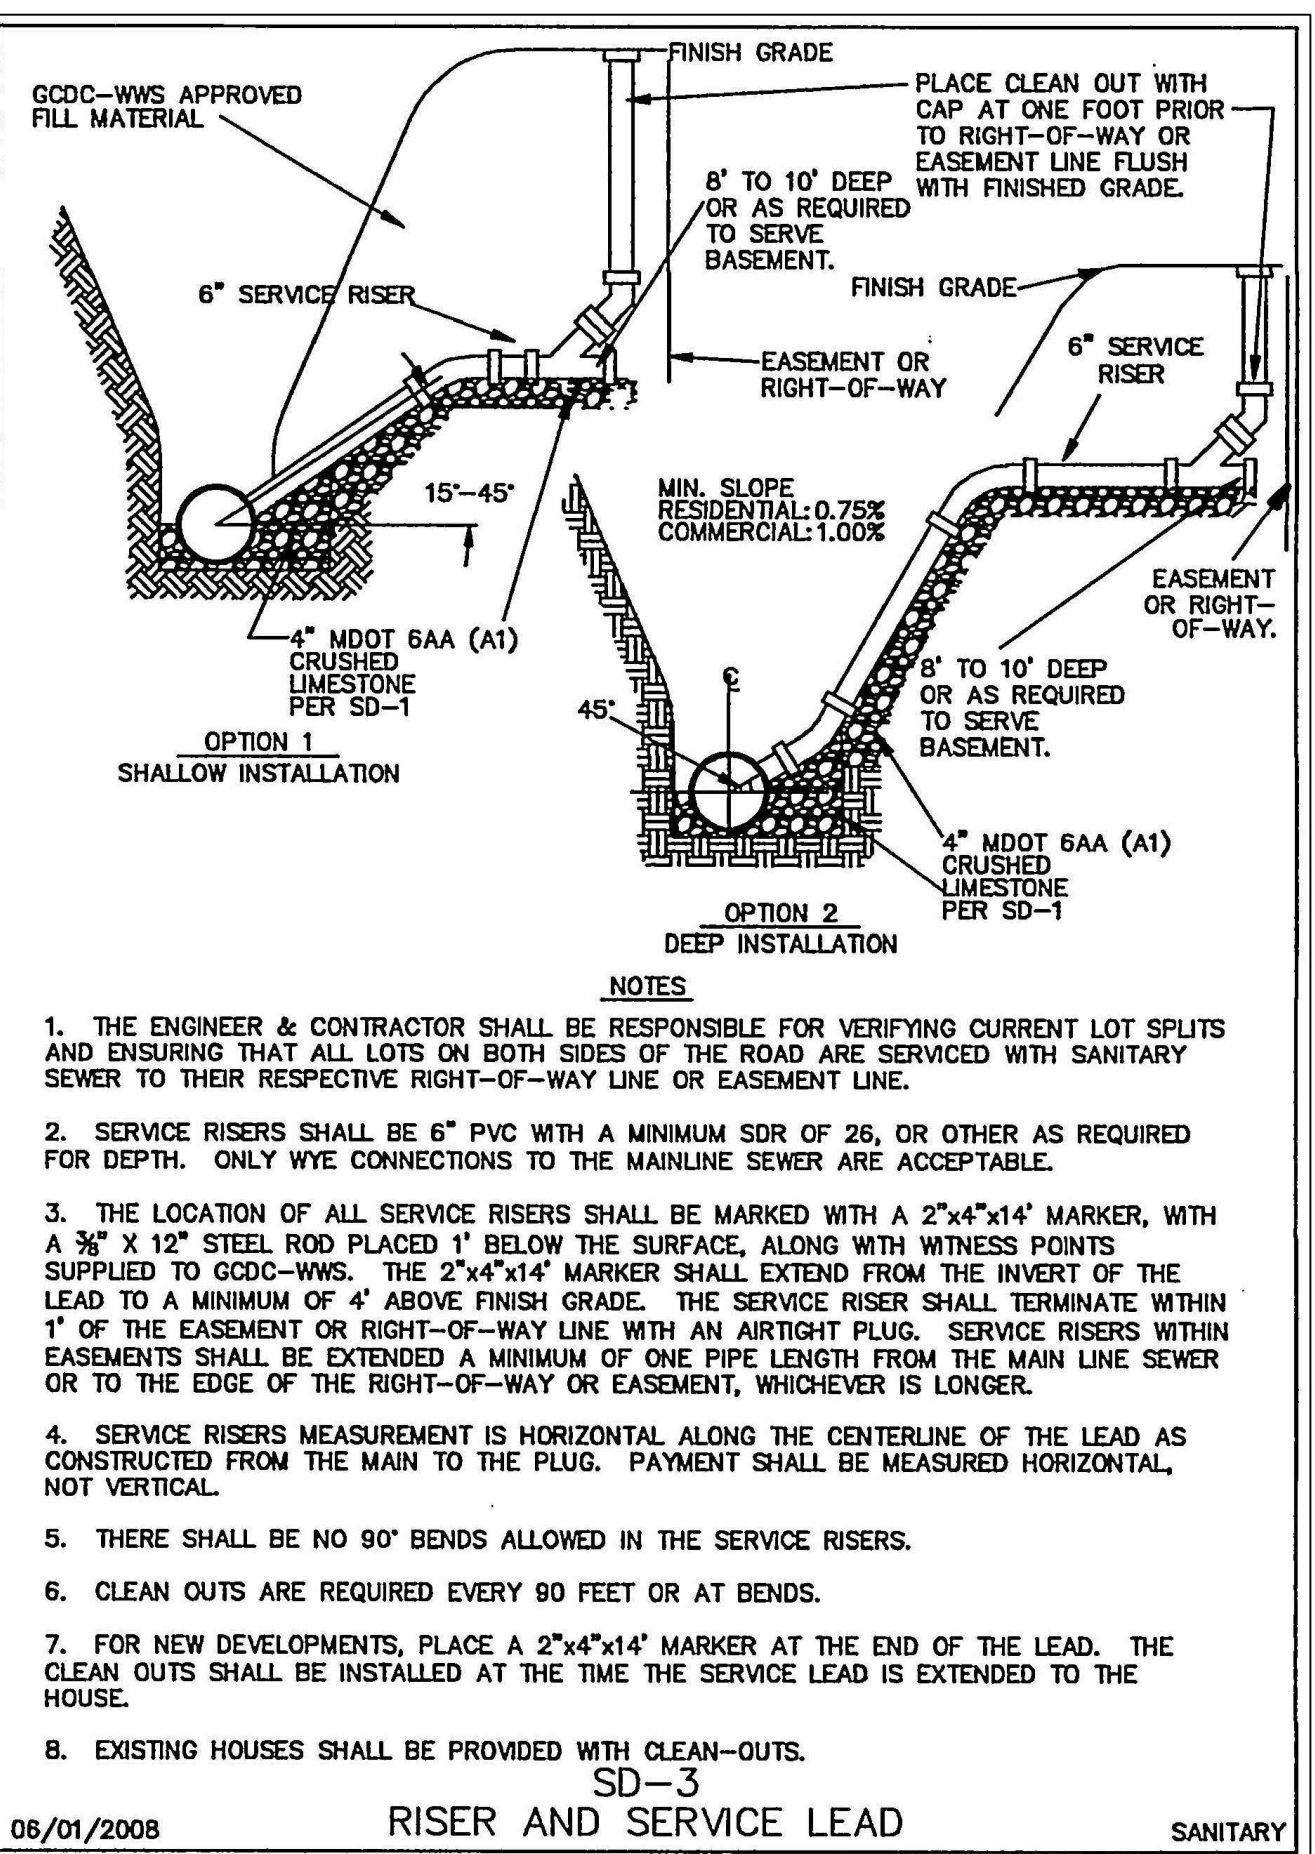 FINISH GRADE
GCDC-WWS APPROVED
FILL MATERIAL
PLACE CLEAN OUT WITH
CAP AT ONE FOOT PRIOR
TO RIGHT-OF-WAY OR
EASEMENT LINE FLUSH
WITH FINISHED GRADE.
8' TO 10' DEEP
OR AS REQUIRED
TO SERVE
BASEMENT.
6" SERVICE RISER
FINISH GRADE
6" SERVICE
RISER
EASEMENT OR
RIGHT-OF-WAY
15°-45°
MIN. SLOPE
RESIDENTIAL: 0.75%
COMMERCIAL: 1.00%
EASEMENT
OR RIGHT-
OF-WAY.
4" MDOT 6AA (A1)
CRUSHED
LIMESTONE
PER SD-1
8' TO 10' DEEP
OR AS REQUIRED
TO SERVE
BASEMENT.
OPTION 1
SHALLOW INSTALLATION
℄
45°
4" MDOT 6AA (A1)
CRUSHED
LIMESTONE
PER SD-1
OPTION 2
DEEP INSTALLATION
NOTES
1. THE ENGINEER & CONTRACTOR SHALL BE RESPONSIBLE FOR VERIFYING CURRENT LOT SPLITS
AND ENSURING THAT ALL LOTS ON BOTH SIDES OF THE ROAD ARE SERVICED WITH SANITARY
SEWER TO THEIR RESPECTIVE RIGHT-OF-WAY LINE OR EASEMENT LINE.
2. SERVICE RISERS SHALL BE 6" PVC WITH A MINIMUM SDR OF 26, OR OTHER AS REQUIRED
FOR DEPTH. ONLY WYE CONNECTIONS TO THE MAINLINE SEWER ARE ACCEPTABLE.
3. THE LOCATION OF ALL SERVICE RISERS SHALL BE MARKED WITH A 2"x4"x14' MARKER, WITH
A ⅜" X 12" STEEL ROD PLACED 1' BELOW THE SURFACE, ALONG WITH WITNESS POINTS
SUPPLIED TO GCDC-WWS. THE 2"x4"x14' MARKER SHALL EXTEND FROM THE INVERT OF THE
LEAD TO A MINIMUM OF 4' ABOVE FINISH GRADE. THE SERVICE RISER SHALL TERMINATE WITHIN
1' OF THE EASEMENT OR RIGHT-OF-WAY LINE WITH AN AIRTIGHT PLUG. SERVICE RISERS WITHIN
EASEMENTS SHALL BE EXTENDED A MINIMUM OF ONE PIPE LENGTH FROM THE MAIN LINE SEWER
OR TO THE EDGE OF THE RIGHT-OF-WAY OR EASEMENT, WHICHEVER IS LONGER.
4. SERVICE RISERS MEASUREMENT IS HORIZONTAL ALONG THE CENTERLINE OF THE LEAD AS
CONSTRUCTED FROM THE MAIN TO THE PLUG. PAYMENT SHALL BE MEASURED HORIZONTAL,
NOT VERTICAL.
5. THERE SHALL BE NO 90° BENDS ALLOWED IN THE SERVICE RISERS.
6. CLEAN OUTS ARE REQUIRED EVERY 90 FEET OR AT BENDS.
7. FOR NEW DEVELOPMENTS, PLACE A 2"x4"x14' MARKER AT THE END OF THE LEAD. THE
CLEAN OUTS SHALL BE INSTALLED AT THE TIME THE SERVICE LEAD IS EXTENDED TO THE
HOUSE.
8. EXISTING HOUSES SHALL BE PROVIDED WITH CLEAN-OUTS.
SD-3
RISER AND SERVICE LEAD
06/01/2008
SANITARY